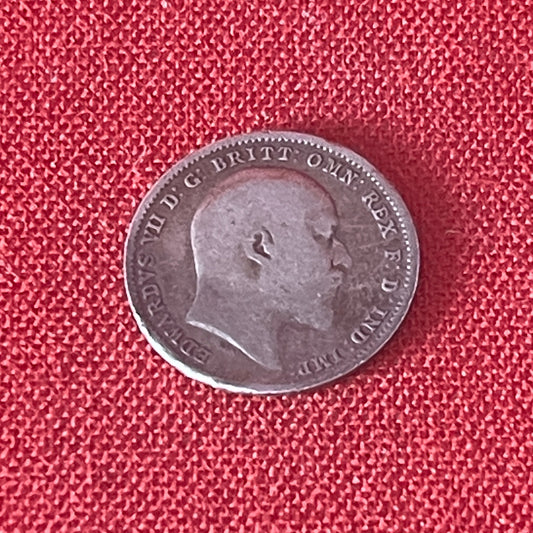 EDWARDVS VII D: G: BRITT: OMN: REX F: D: IND: IMP: